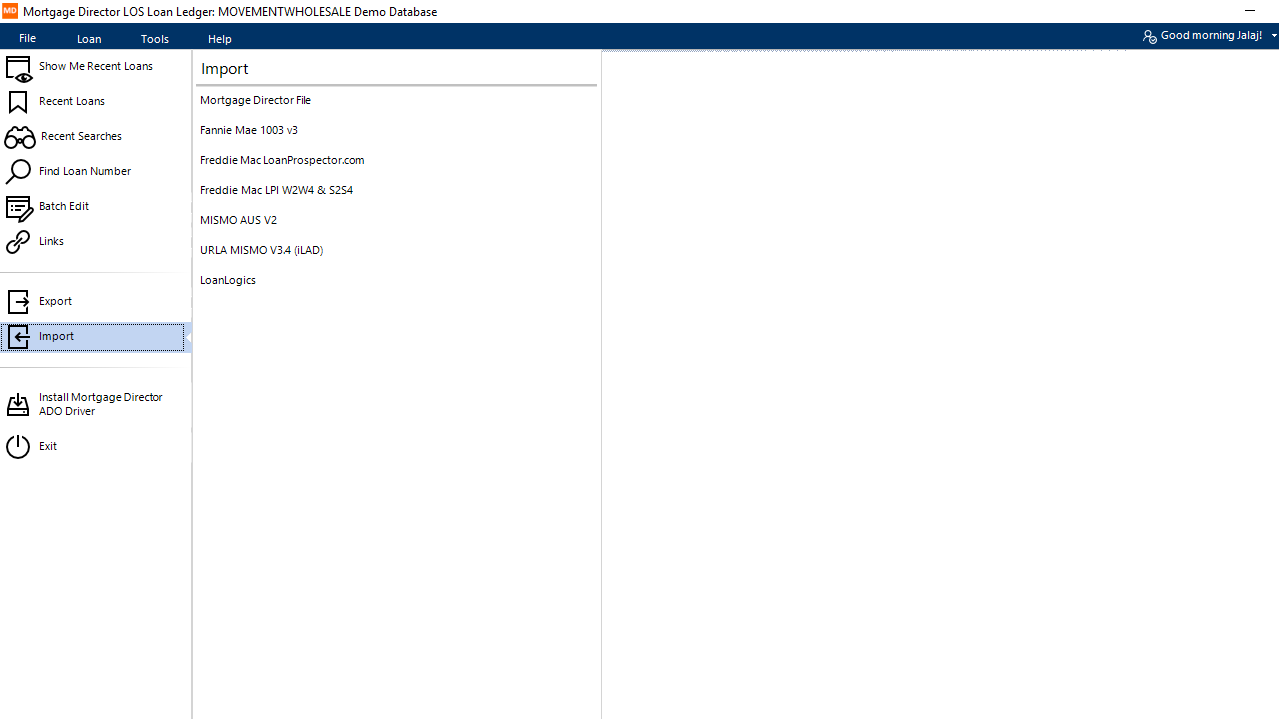 MD Mortgage Director LOS Loan Ledger: MOVEMENTWHOLESALE Demo Database
File Loan Tools Help Good morning Jalaj!
Show Me Recent Loans
Recent Loans
Recent Searches
Find Loan Number
Batch Edit
Links
Export
Import
Install Mortgage Director
ADO Driver
Exit
Import
Mortgage Director File
Fannie Mae 1003 v3
Freddie Mac LoanProspector.com
Freddie Mac LPI W2W4 & S2S4
MISMO AUS V2
URLA MISMO V3.4 (iLAD)
LoanLogics